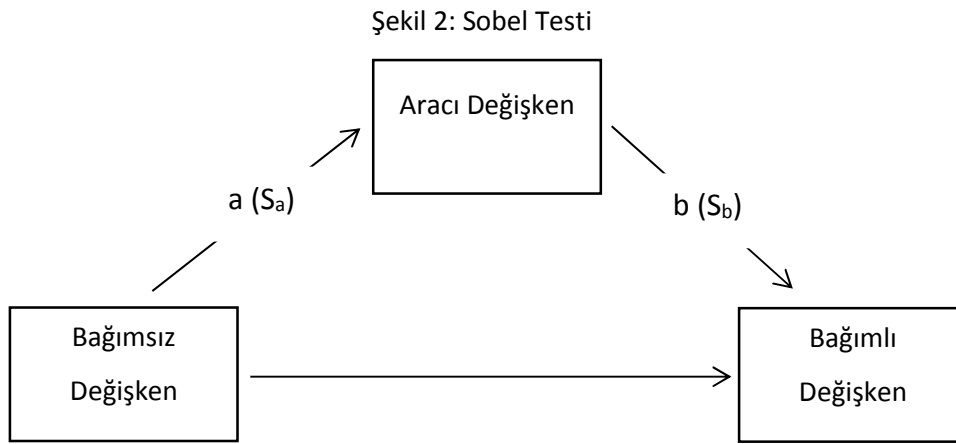 Şekil 2: Sobel Testi
Aracı Değişken
a (Sa)
b (Sb)
Bağımsız
Değişken
Bağımlı
Değişken